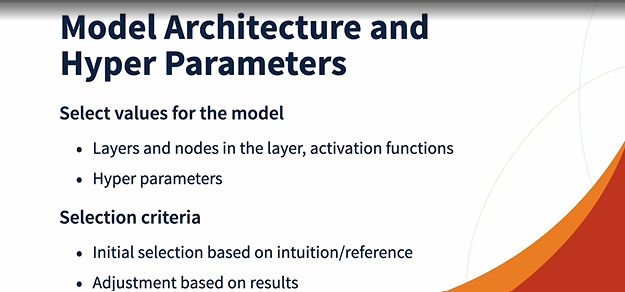 Model Architecture and
Hyper Parameters
Select values for the model
• Layers and nodes in the layer, activation functions
• Hyper parameters
Selection criteria
• Initial selection based on intuition/reference
• Adjustment based on results